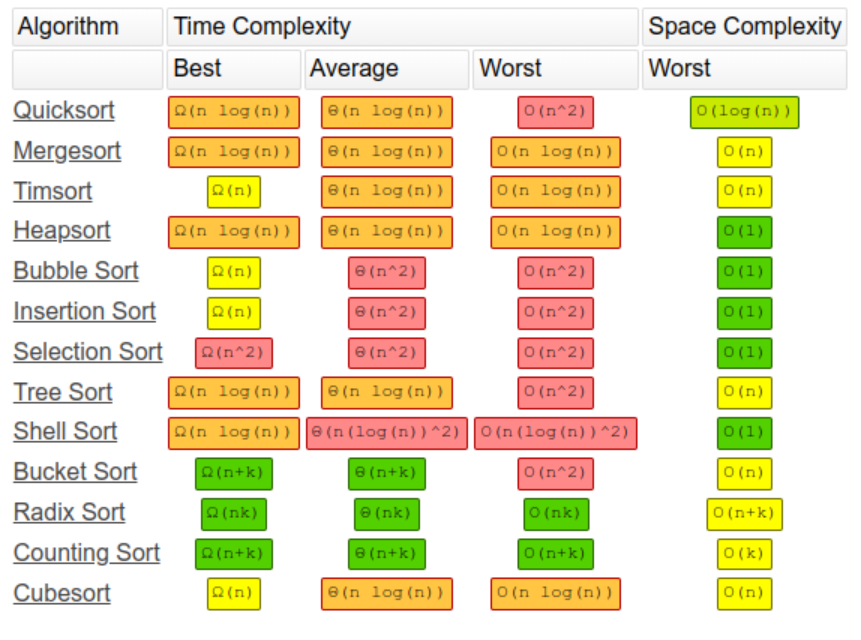 Algorithm Time Complexity Space Complexity
Best Average Worst Worst
Quicksort Ω(n log(n)) Θ(n log(n)) O(n^2) O(log(n))
Mergesort Ω(n log(n)) Θ(n log(n)) O(n log(n)) O(n)
Timsort Ω(n) Θ(n log(n)) O(n log(n)) O(n)
Heapsort Ω(n log(n)) Θ(n log(n)) O(n log(n)) O(1)
Bubble Sort Ω(n) Θ(n^2) O(n^2) O(1)
Insertion Sort Ω(n) Θ(n^2) O(n^2) O(1)
Selection Sort Ω(n^2) Θ(n^2) O(n^2) O(1)
Tree Sort Ω(n log(n)) Θ(n log(n)) O(n^2) O(n)
Shell Sort Ω(n log(n)) Θ(n(log(n))^2) O(n(log(n))^2) O(1)
Bucket Sort Ω(n+k) Θ(n+k) O(n^2) O(n)
Radix Sort Ω(nk) Θ(nk) O(nk) O(n+k)
Counting Sort Ω(n+k) Θ(n+k) O(n+k) O(k)
Cubesort Ω(n) Θ(n log(n)) O(n log(n)) O(n)